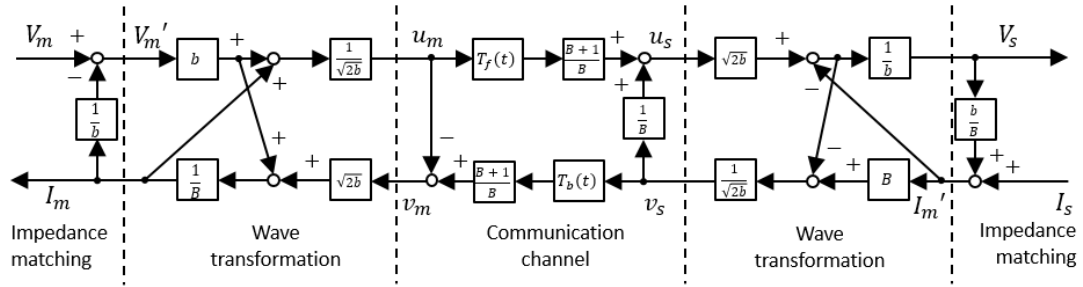 V_m + V_m′ b + 1/√2b u_m T_f(t) B + 1/B + u_s √2b + 1/b V_s
− + + − 
1/b + − 1/B − b/B
+ + + +
I_m 1/B + √2b v_m + B + 1/B T_b(t) v_s 1/√2b + B I_m′ I_s
Impedance Wave Communication Wave Impedance
matching transformation channel transformation matching